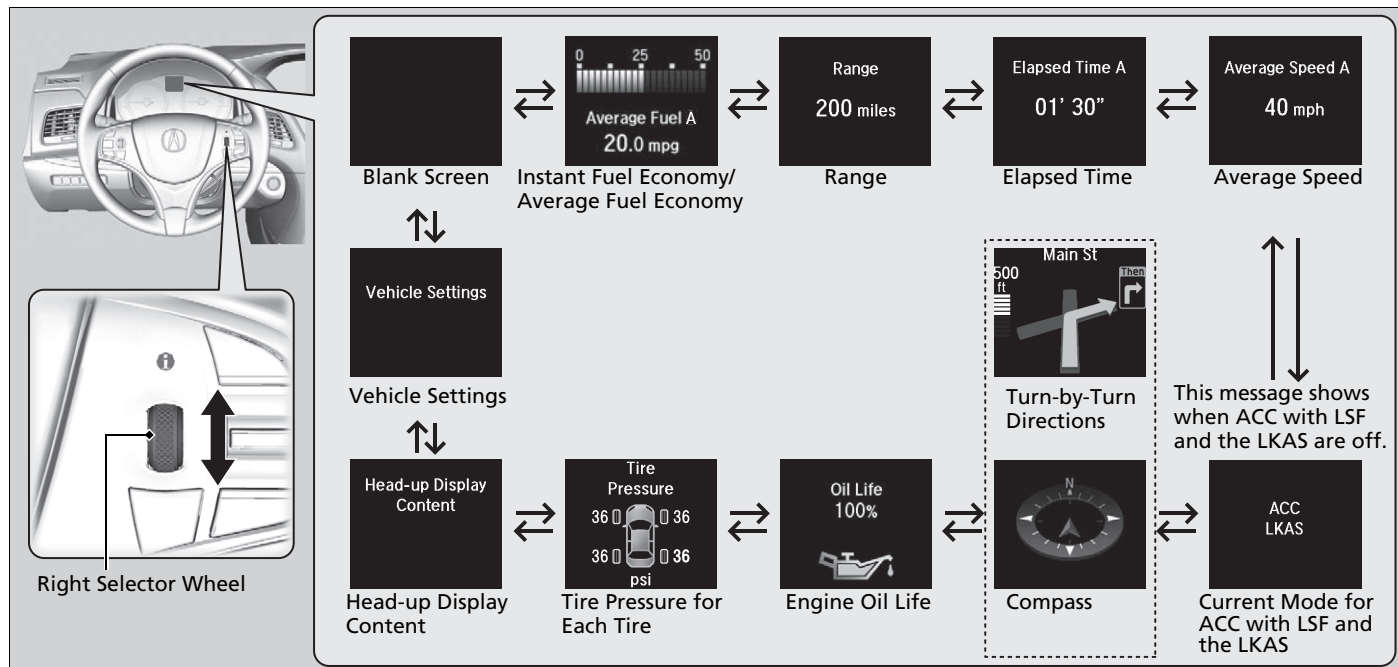 0 25 50
Average Fuel A
20.0 mpg
Range
200 miles
Elapsed Time A
01' 30"
Average Speed A
40 mph
Blank Screen
Instant Fuel Economy/
Average Fuel Economy
Range
Elapsed Time
Average Speed
Vehicle Settings
Vehicle Settings
Main St
500
ft
Then
Turn-by-Turn
Directions
This message shows
when ACC with LSF
and the LKAS are off.
i
Right Selector Wheel
Head-up Display
Content
Head-up Display
Content
Tire
Pressure
36 36
36 36
psi
Tire Pressure for
Each Tire
Oil Life
100%
Engine Oil Life
N
Compass
ACC
LKAS
Current Mode for
ACC with LSF and
the LKAS